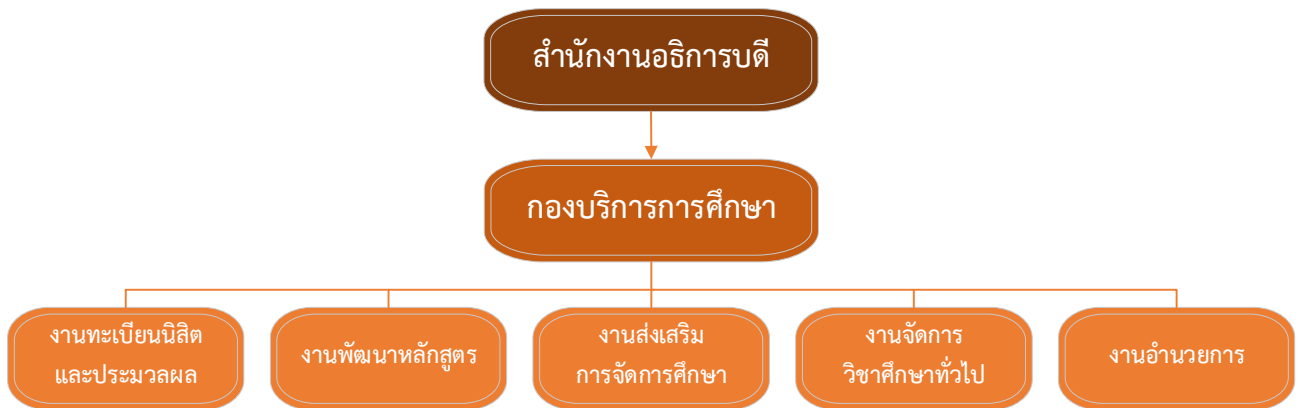 สำนักงานอธิการบดี
กองบริการการศึกษา
งานทะเบียนนิสิต
และประมวลผล
งานพัฒนาหลักสูตร
งานส่งเสริม
การจัดการศึกษา
งานจัดการ
วิชาศึกษาทั่วไป
งานอำนวยการ